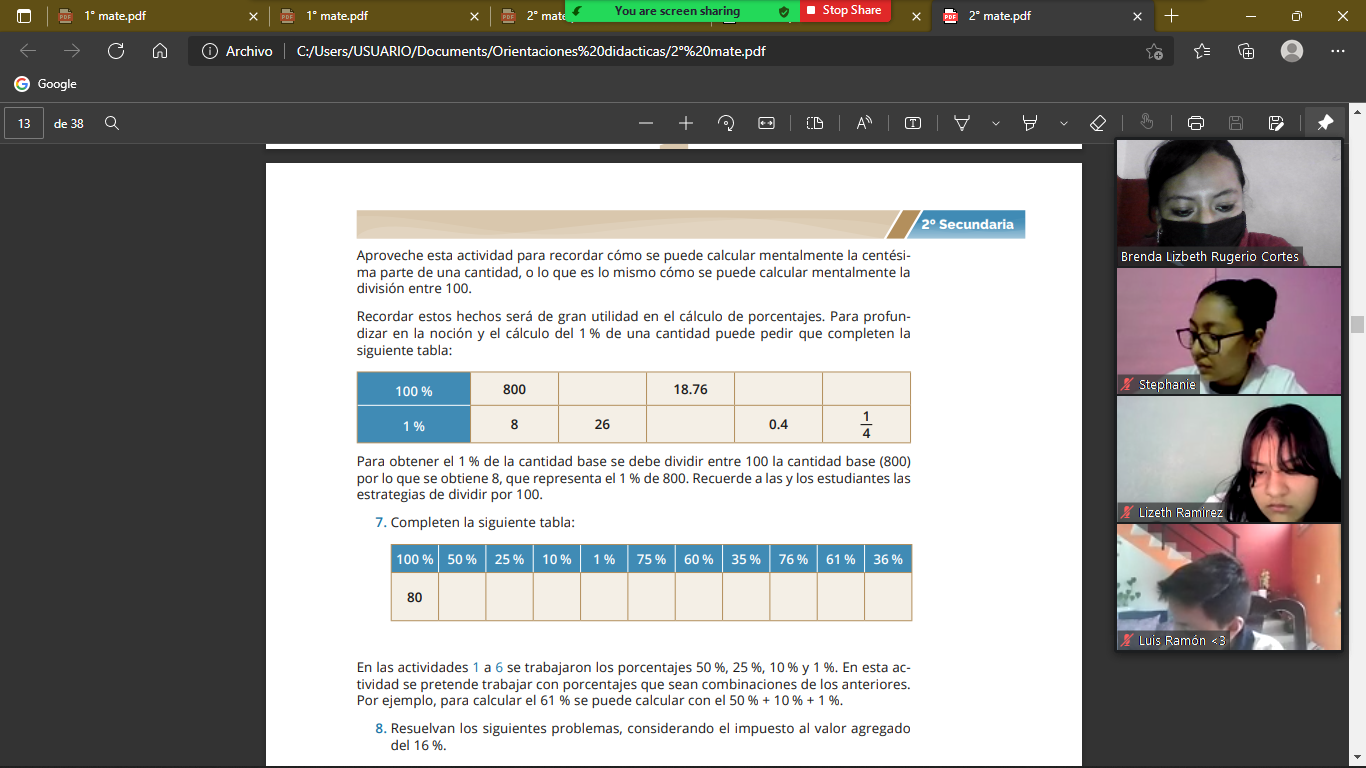 1° mate.pdf
1° mate.pdf
2° mate
You are screen sharing
Stop Share
2° mate.pdf
Archivo
C:/Users/USUARIO/Documents/Orientaciones%20didacticas/2°%20mate.pdf
Google
13 de 38
2° Secundaria
Aproveche esta actividad para recordar cómo se puede calcular mentalmente la centési-
ma parte de una cantidad, o lo que es lo mismo cómo se puede calcular mentalmente la
división entre 100.
Recordar estos hechos será de gran utilidad en el cálculo de porcentajes. Para profun-
dizar en la noción y el cálculo del 1 % de una cantidad puede pedir que completen la
siguiente tabla:
100 % 800 18.76
1 % 8 26 0.4 1/4
Para obtener el 1 % de la cantidad base se debe dividir entre 100 la cantidad base (800)
por lo que se obtiene 8, que representa el 1 % de 800. Recuerde a las y los estudiantes las
estrategias de dividir por 100.
7. Completen la siguiente tabla:
100 % 50 % 25 % 10 % 1 % 75 % 60 % 35 % 76 % 61 % 36 %
80
En las actividades 1 a 6 se trabajaron los porcentajes 50 %, 25 %, 10 % y 1 %. En esta ac-
tividad se pretende trabajar con porcentajes que sean combinaciones de los anteriores.
Por ejemplo, para calcular el 61 % se puede calcular con el 50 % + 10 % + 1 %.
8. Resuelvan los siguientes problemas, considerando el impuesto al valor agregado
del 16 %.
Brenda Lizbeth Rugerio Cortes
Stephanie
Lizeth Ramirez
Luis Ramón <3